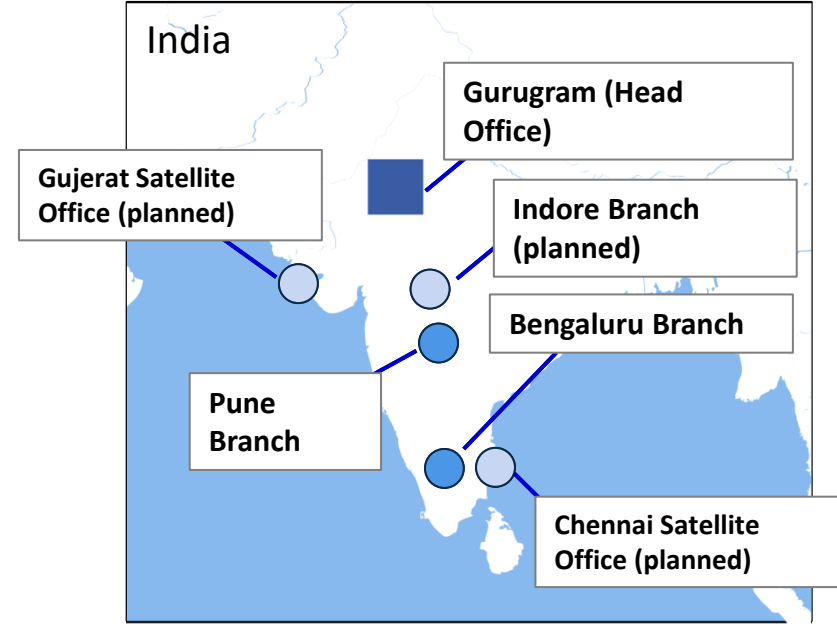 India
Gurugram (Head
Office)
Gujerat Satellite
Office (planned)
Indore Branch
(planned)
Bengaluru Branch
Pune
Branch
Chennai Satellite
Office (planned)